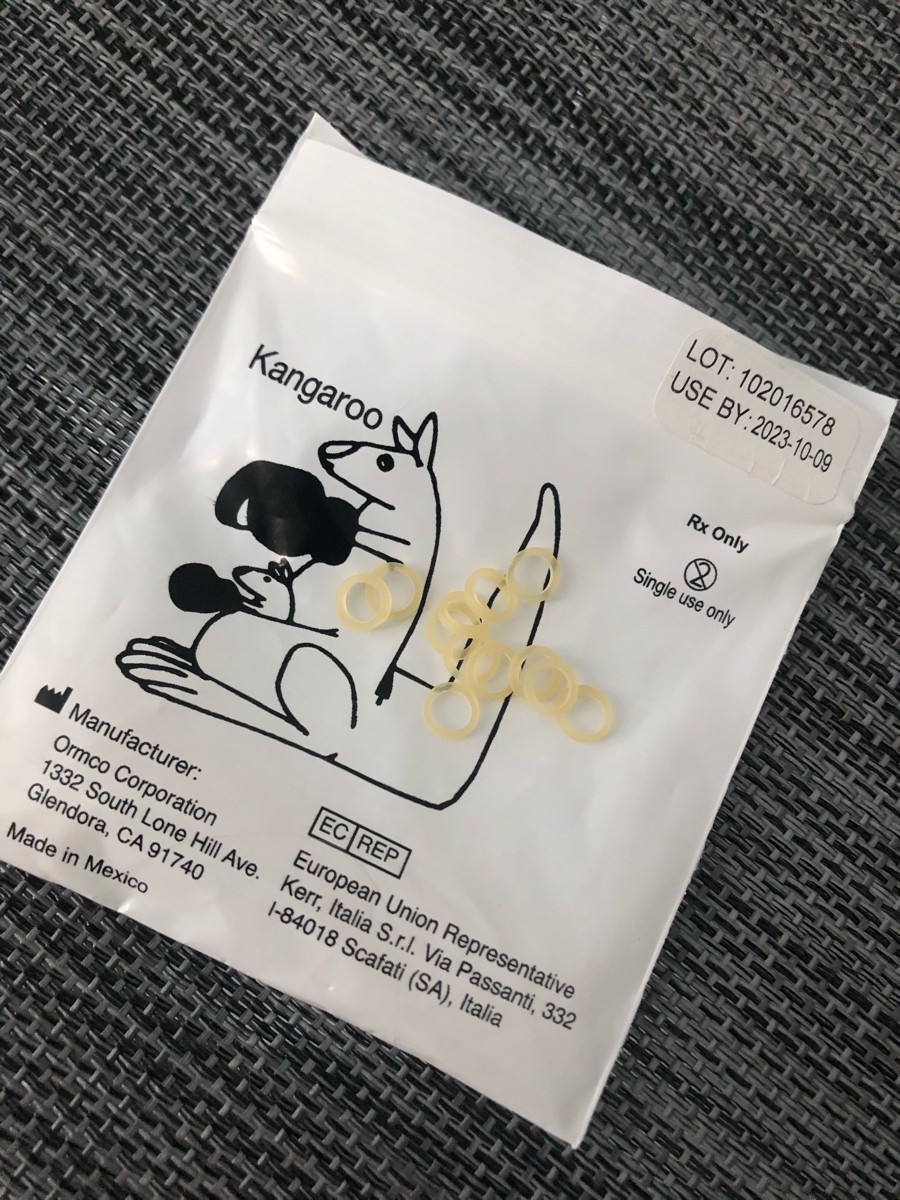 Kangaroo
LOT: 102016578
USE BY: 2023-10-09
Rx Only
2
Single use only
Manufacturer:
Ormco Corporation
1332 South Lone Hill Ave.
Glendora, CA 91740
Made in Mexico
EC REP
European Union Representative
Kerr, Italia S.r.l. Via Passanti, 332
I-84018 Scafati (SA), Italia